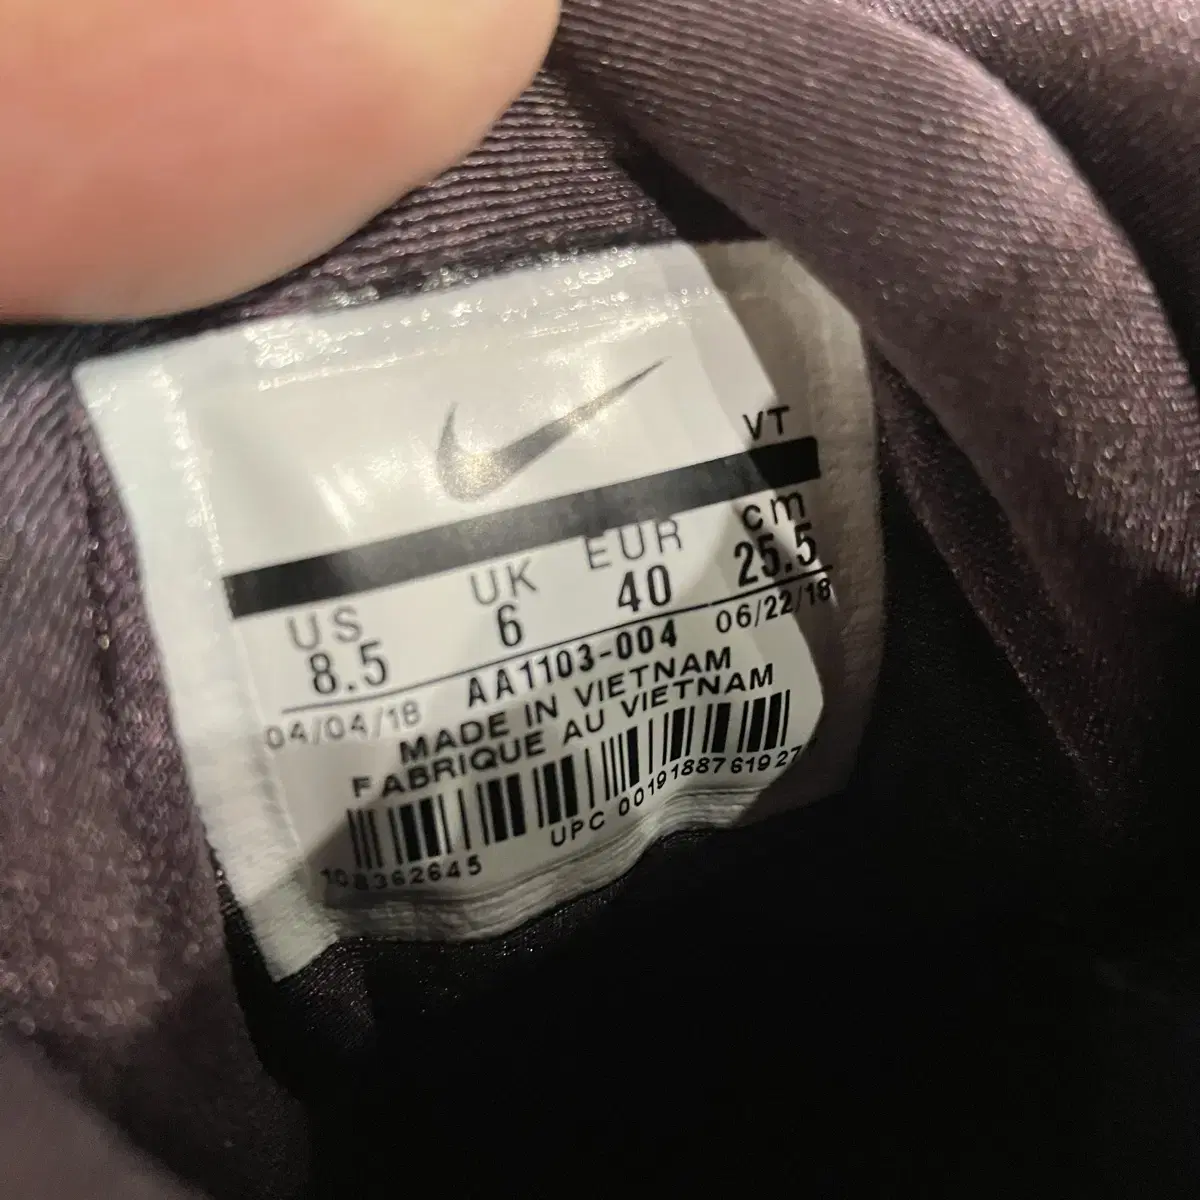 VT
US UK EUR cm
8.5 6 40 25.5
04/04/18 AA1103-004 06/22/18
MADE IN VIETNAM
FABRIQUE AU VIETNAM
108362645 UPC